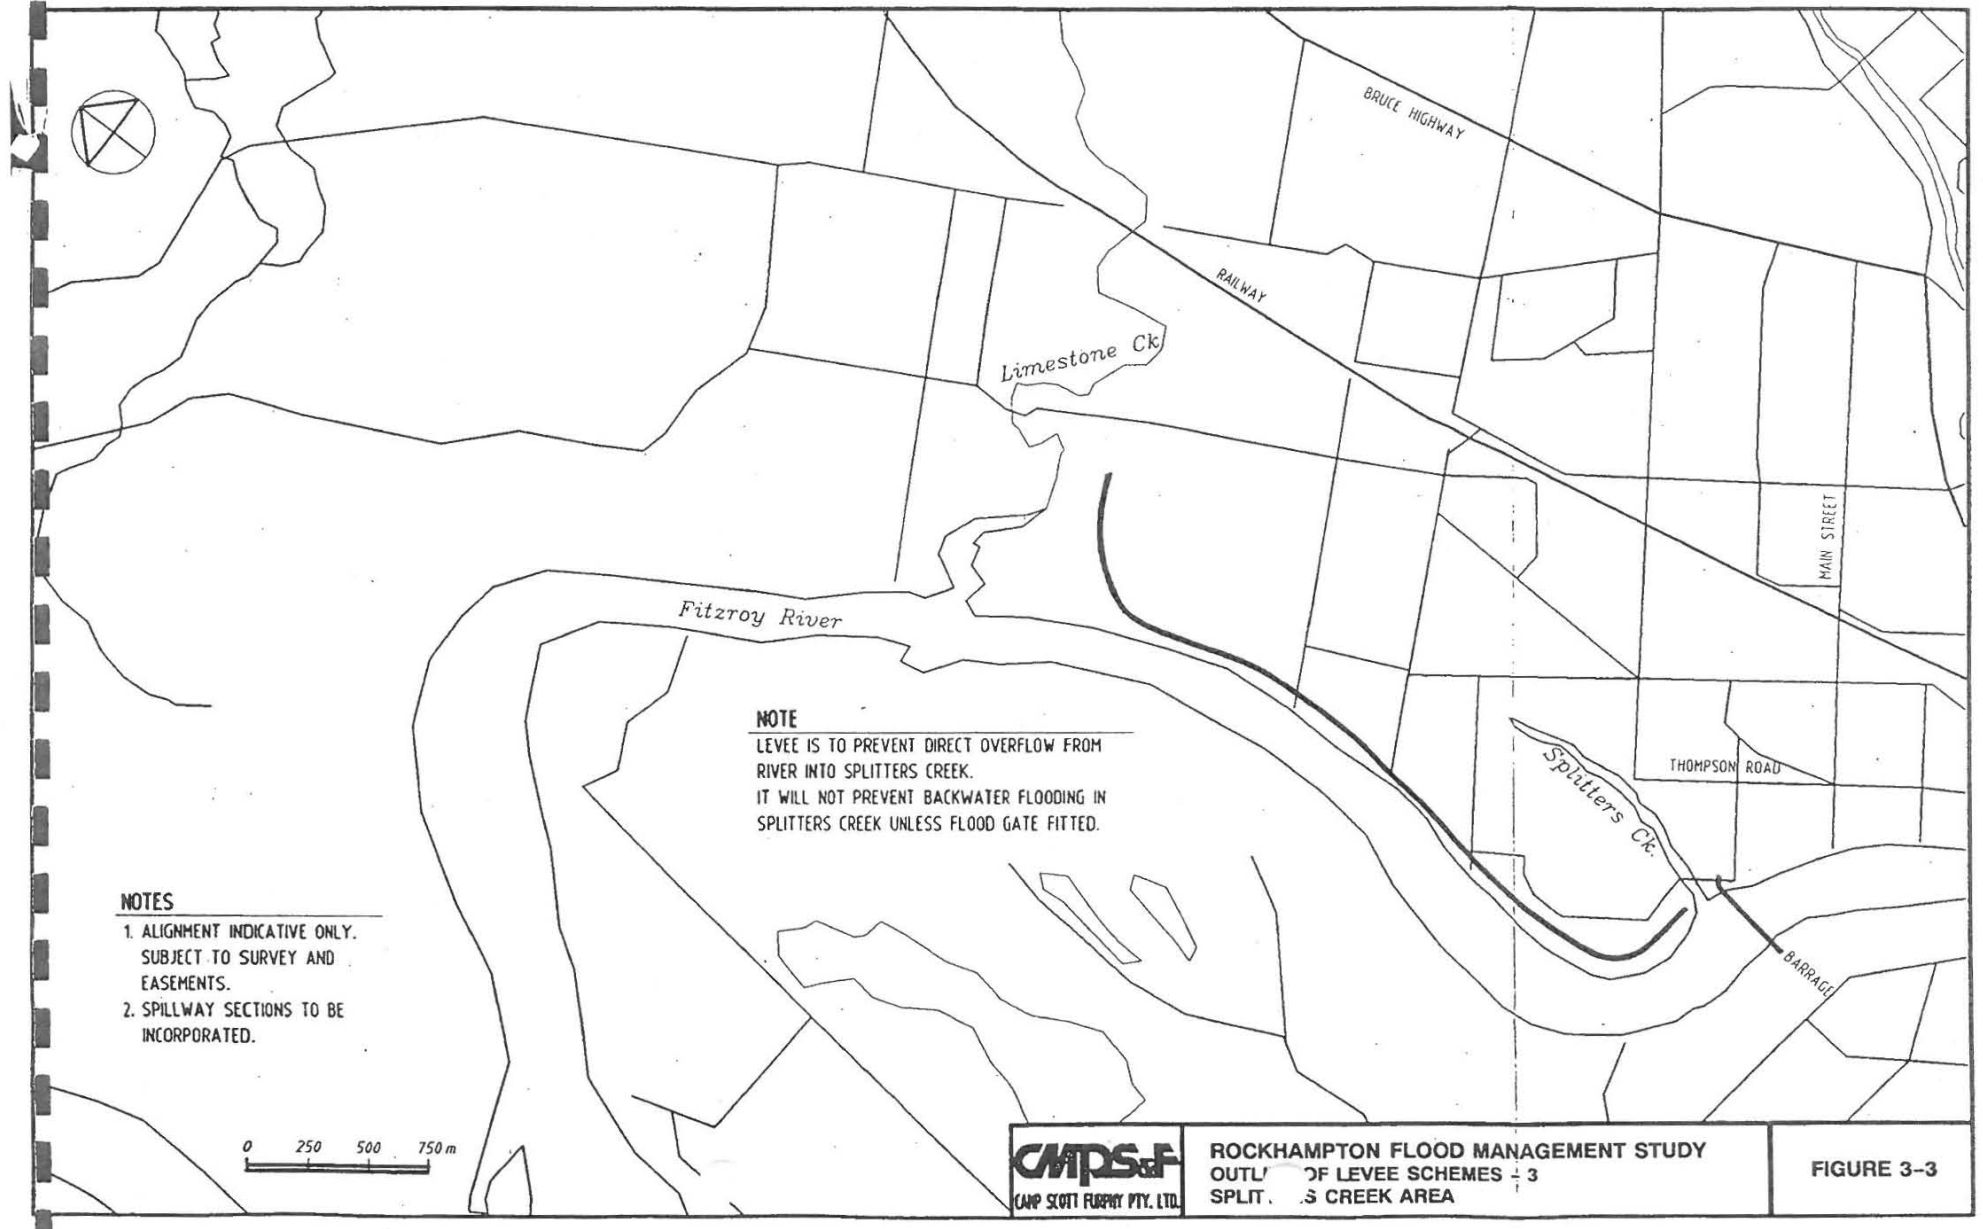 BRUCE HIGHWAY
RAILWAY
Limestone Ck
MAIN STREET
Fitzroy River
NOTE
LEVEE IS TO PREVENT DIRECT OVERFLOW FROM
RIVER INTO SPLITTERS CREEK.
IT WILL NOT PREVENT BACKWATER FLOODING IN
SPLITTERS CREEK UNLESS FLOOD GATE FITTED.
THOMPSON ROAD
Splitters Ck.
BARRAGE
NOTES
1. ALIGNMENT INDICATIVE ONLY.
SUBJECT TO SURVEY AND
EASEMENTS.
2. SPILLWAY SECTIONS TO BE
INCORPORATED.
0 250 500 750 m
CMPS&F
CAMP SCOTT FURPHY PTY. LTD.
ROCKHAMPTON FLOOD MANAGEMENT STUDY
OF LEVEE SCHEMES - 3
CREEK AREA
FIGURE 3-3